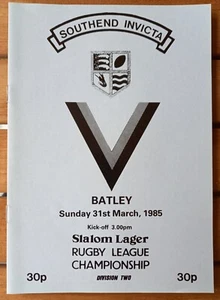 SOUTHEND INVICTA
BATLEY
Sunday 31st March, 1985
Kick-off 3.00pm
Slalom Lager
RUGBY LEAGUE
CHAMPIONSHIP
DIVISION TWO
30p 30p